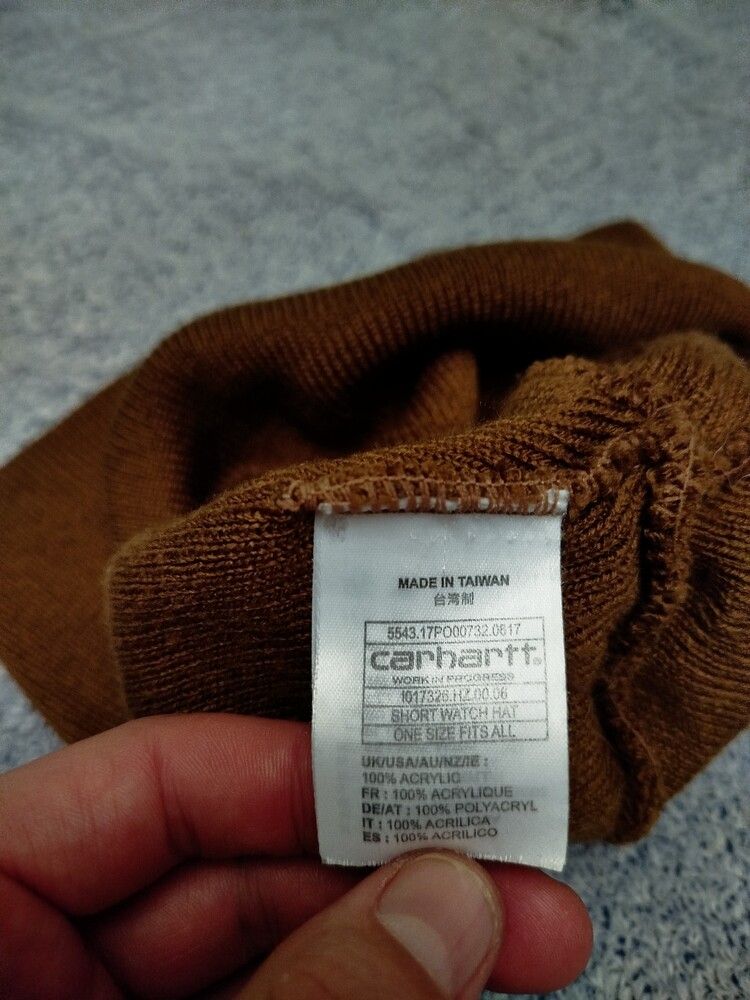 MADE IN TAIWAN
台湾制
5543.17PO00732.0617
carhartt.
WORK IN PROGRESS
I017326.HZ.00.06
SHORT WATCH HAT
ONE SIZE FITS ALL
UK/USA/AU/NZ/IE :
100% ACRYLIC
FR : 100% ACRYLIQUE
DE/AT : 100% POLYACRYL
IT : 100% ACRILICA
ES : 100% ACRILICO